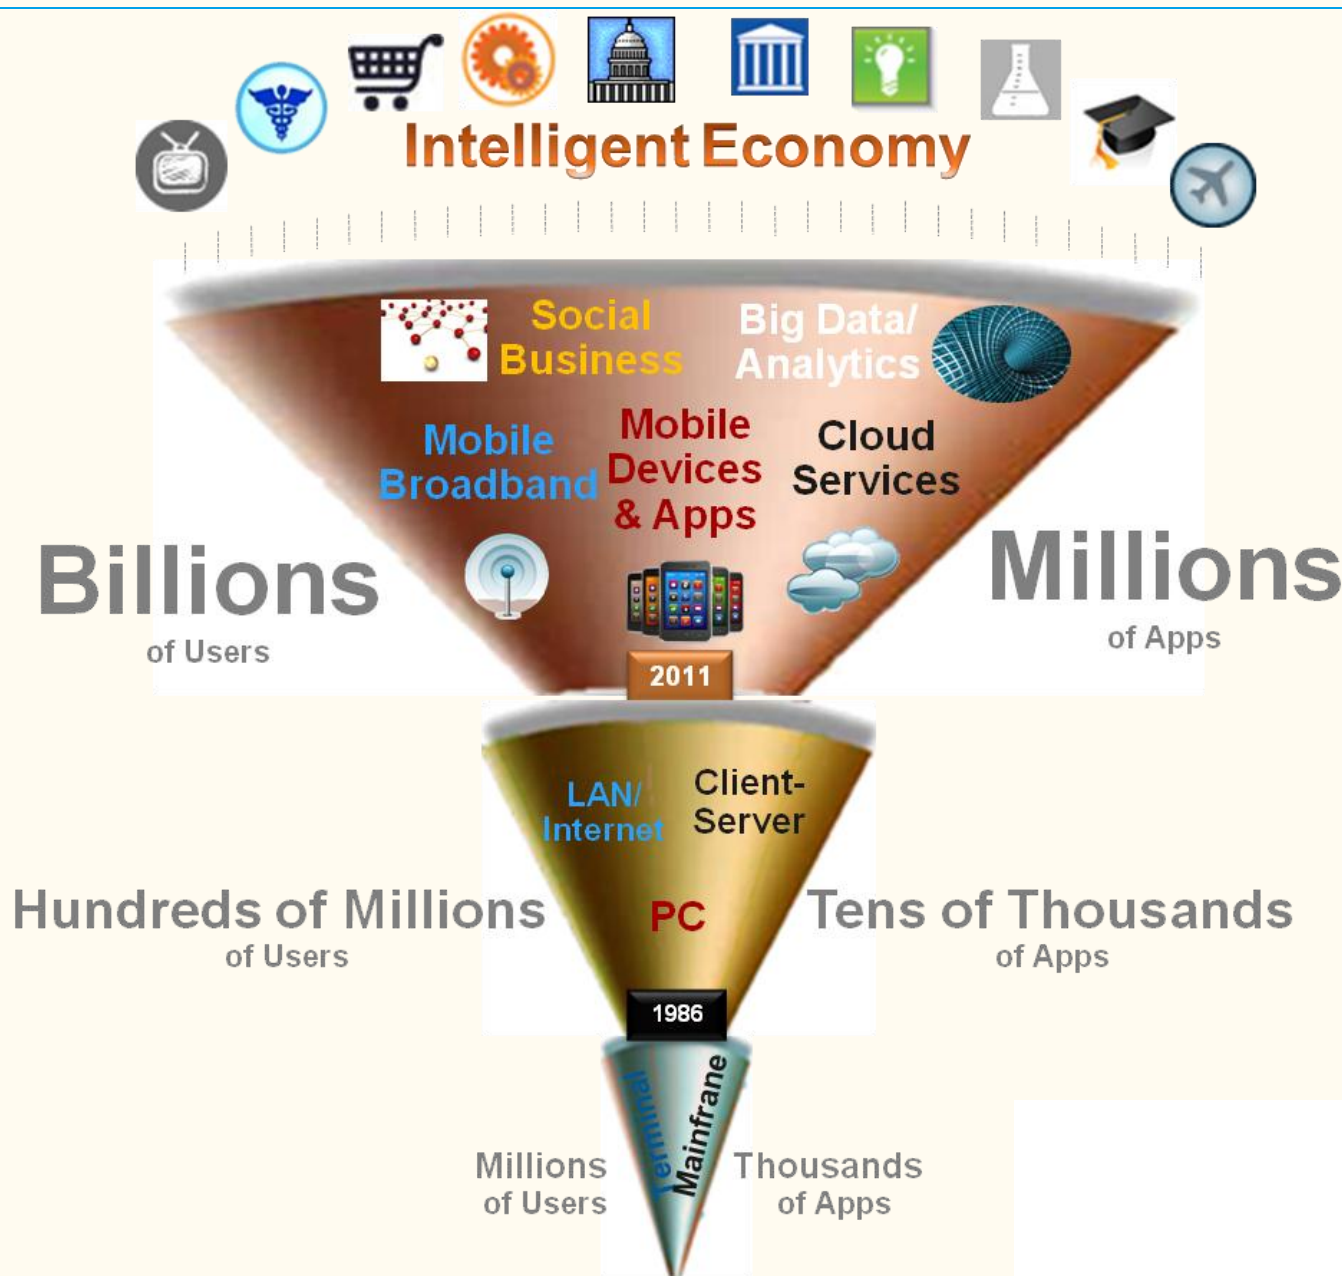 Intelligent Economy
Social
Business
Big Data/
Analytics
Mobile
Broadband
Mobile
Devices
& Apps
Cloud
Services
Billions
of Users
Millions
of Apps
2011
LAN/
Internet
Client-
Server
Hundreds of Millions
of Users
PC
Tens of Thousands
of Apps
1986
Terminal
Mainfrane
Millions
of Users
Thousands
of Apps